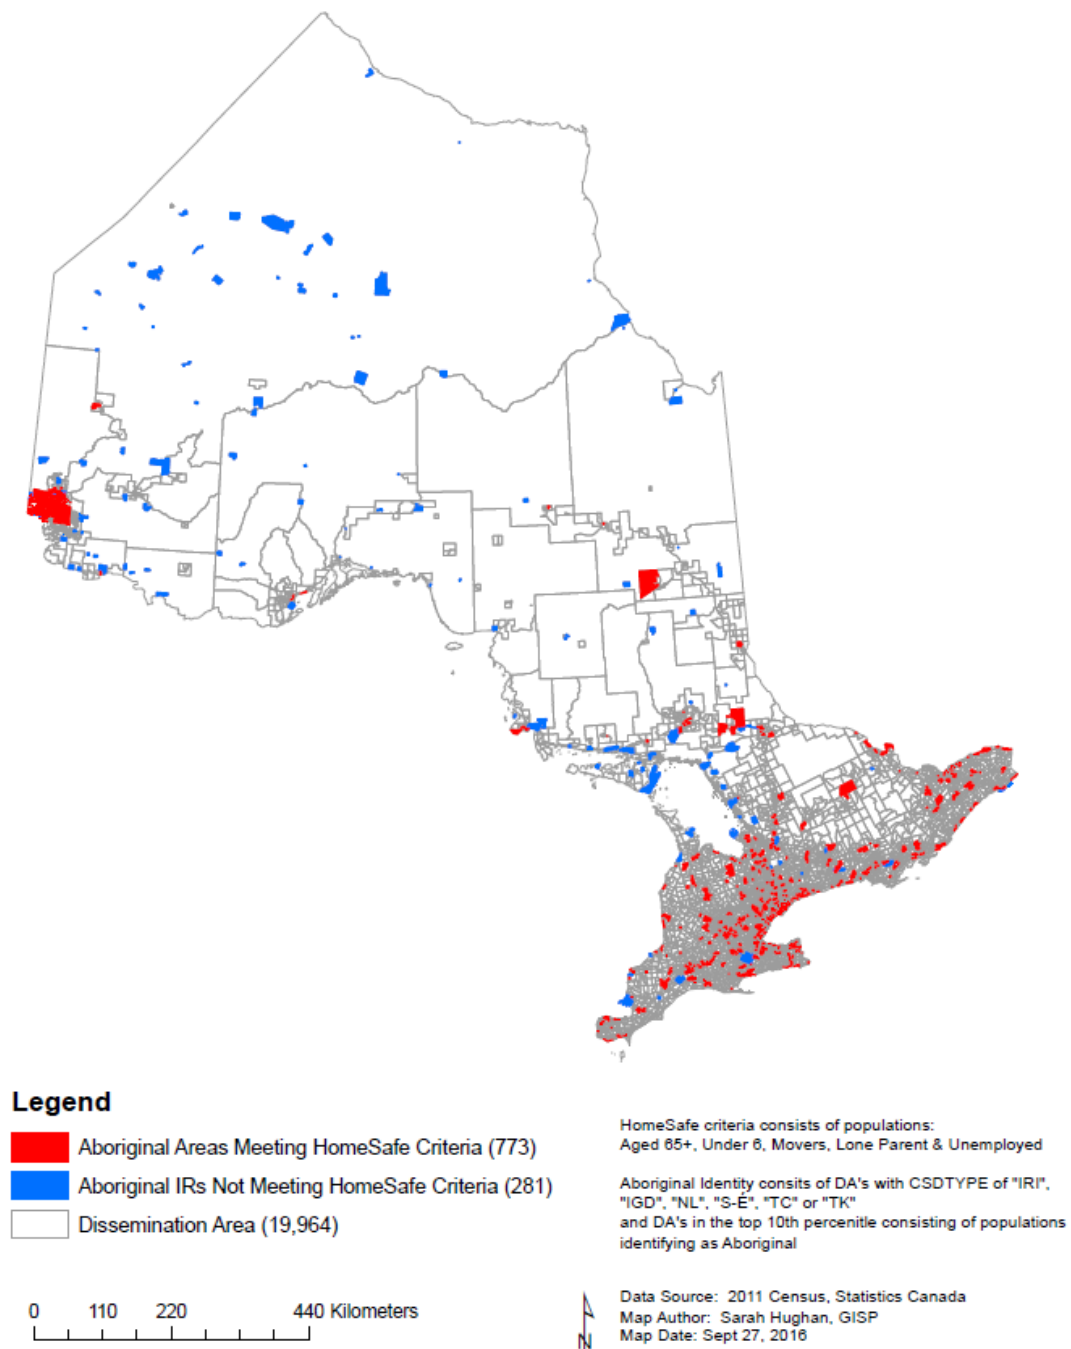 Legend
Aboriginal Areas Meeting HomeSafe Criteria (773)
Aboriginal IRs Not Meeting HomeSafe Criteria (281)
Dissemination Area (19,964)
0 110 220 440 Kilometers
HomeSafe criteria consists of populations:
Aged 65+, Under 6, Movers, Lone Parent & Unemployed
Aboriginal Identity consits of DA's with CSDTYPE of "IRI",
"IGD", "NL", "S-É", "TC" or "TK"
and DA's in the top 10th percenitle consisting of populations
identifying as Aboriginal
N
Data Source: 2011 Census, Statistics Canada
Map Author: Sarah Hughan, GISP
Map Date: Sept 27, 2016